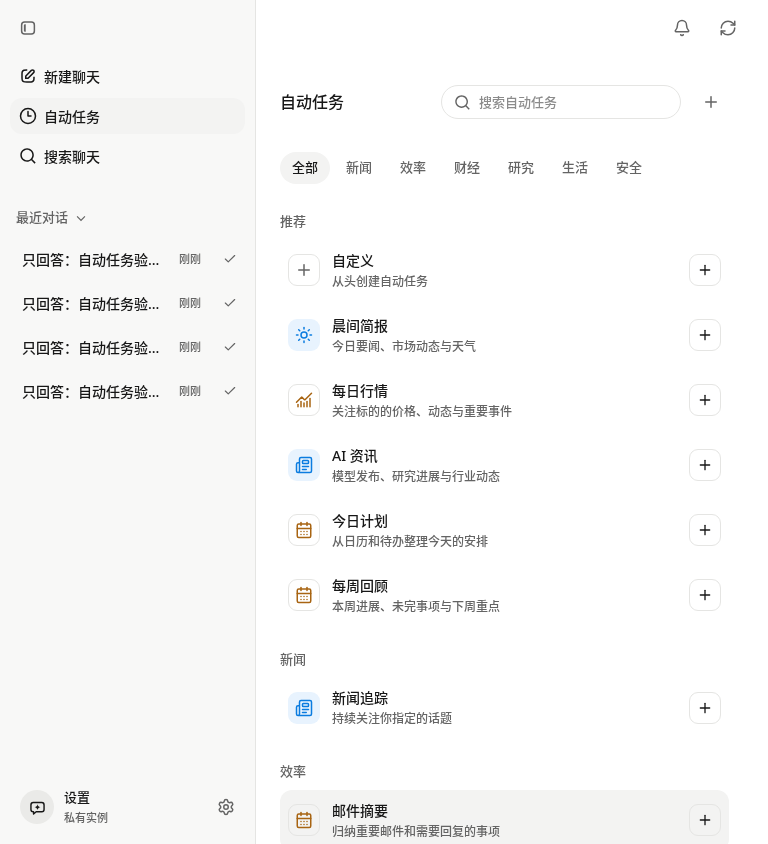 新建聊天
自动任务
搜索聊天
最近对话
只回答：自动任务验... 刚刚
只回答：自动任务验... 刚刚
只回答：自动任务验... 刚刚
只回答：自动任务验... 刚刚
设置
私有实例
自动任务
搜索自动任务
全部 新闻 效率 财经 研究 生活 安全
推荐
自定义
从头创建自动任务
晨间简报
今日要闻、市场动态与天气
每日行情
关注标的的价格、动态与重要事件
AI 资讯
模型发布、研究进展与行业动态
今日计划
从日历和待办整理今天的安排
每周回顾
本周进展、未完事项与下周重点
新闻
新闻追踪
持续关注你指定的话题
效率
邮件摘要
归纳重要邮件和需要回复的事项